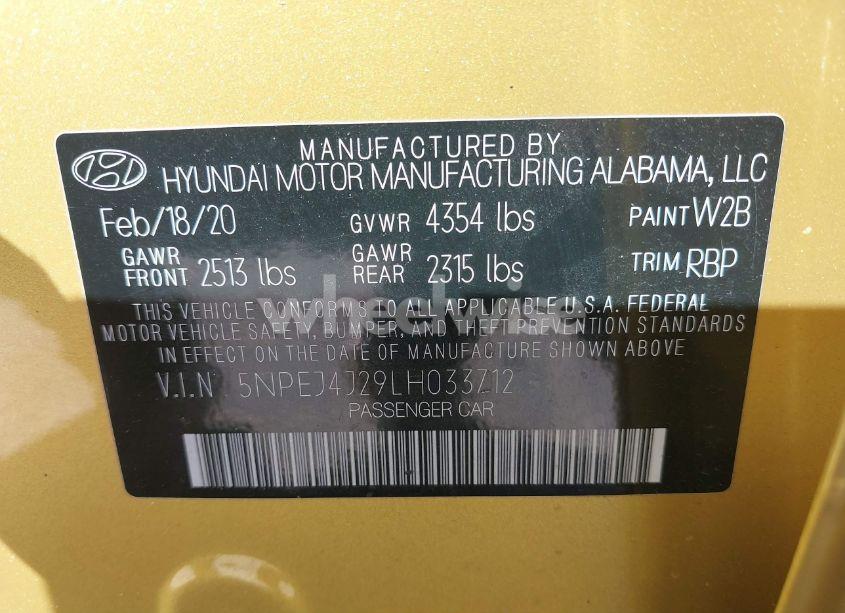 MANUFACTURED BY
HYUNDAI MOTOR MANUFACTURING ALABAMA, LLC
Feb/18/20 GVWR 4354 lbs PAINT W2B
GAWR FRONT 2513 lbs GAWR REAR 2315 lbs TRIM RBP
THIS VEHICLE CONFORMS TO ALL APPLICABLE U.S.A. FEDERAL
MOTOR VEHICLE SAFETY, BUMPER, AND THEFT PREVENTION STANDARDS
IN EFFECT ON THE DATE OF MANUFACTURE SHOWN ABOVE
V.I.N 5NPEJ4J29LH033712
PASSENGER CAR